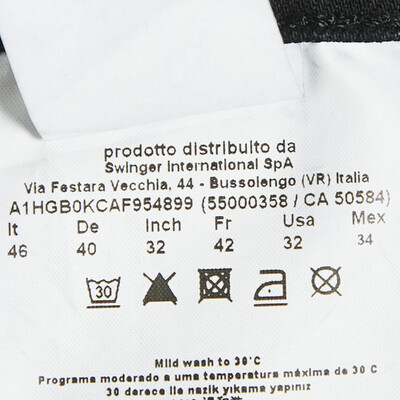 prodotto distribuito da
Swinger International SpA
Via Festara Vecchia, 44 - Bussolengo (VR) Italia
A1HGB0KCAF954899 (55000358 / CA 50584)
It De Inch Fr Usa Mex
46 40 32 42 32 34
30
Mild wash to 30°C
Programa moderado a uma temperatura máxima de 30 C
30 derece ile nazik yıkama yapınız